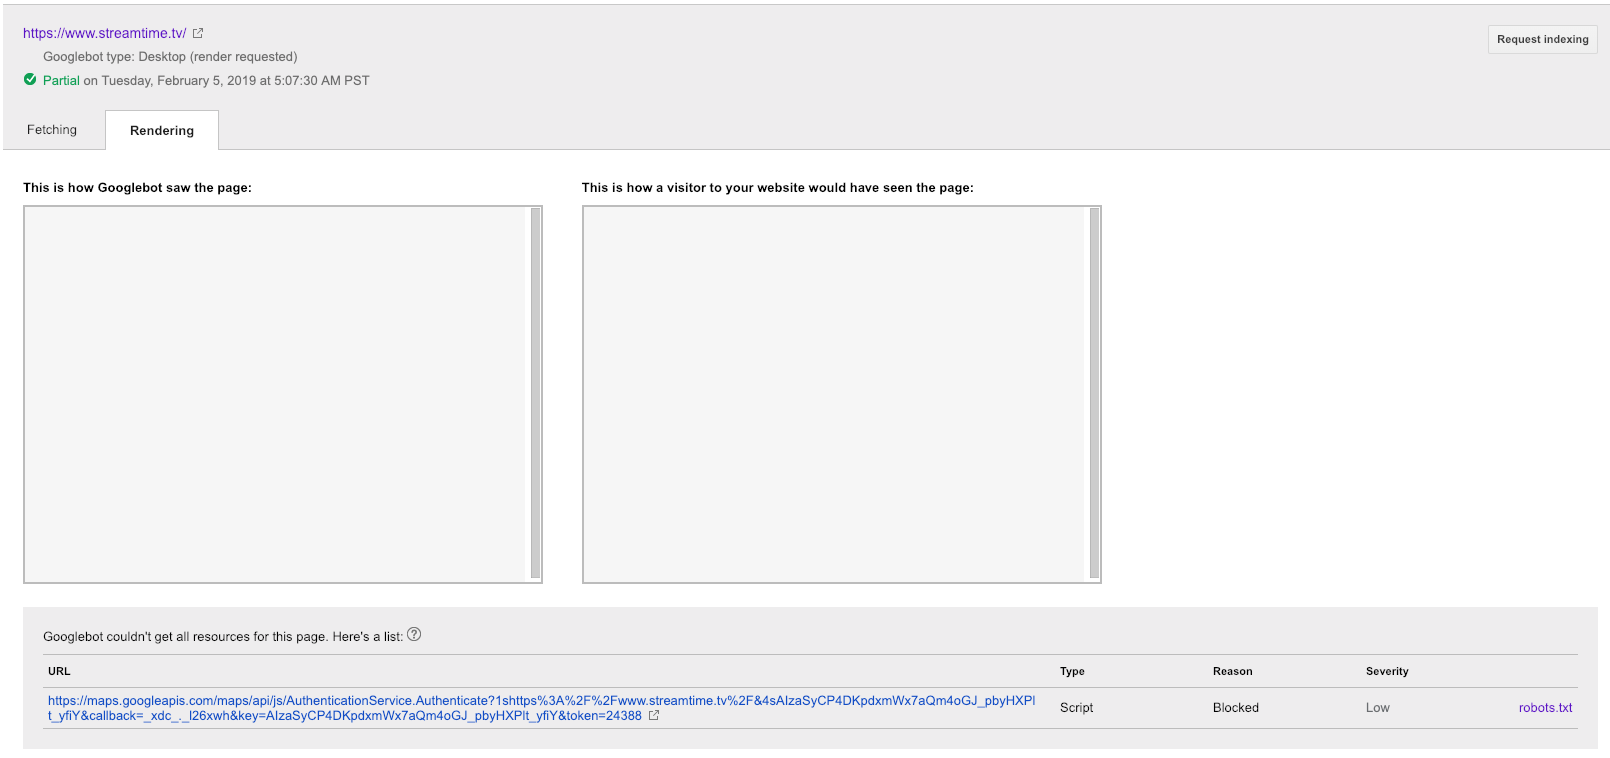 https://www.streamtime.tv/
Request indexing
Googlebot type: Desktop (render requested)
Partial on Tuesday, February 5, 2019 at 5:07:30 AM PST
Fetching
Rendering
This is how Googlebot saw the page:
This is how a visitor to your website would have seen the page:
Googlebot couldn't get all resources for this page. Here's a list:
URL Type Reason Severity
https://maps.googleapis.com/maps/api/js/AuthenticationService.Authenticate?1shttps%3A%2F%2Fwww.streamtime.tv%2F&4sAIzaSyCP4DKpdxmWx7aQm4oGJ_pbyHXPl
t_yfiY&callback=_xdc_._l26xwh&key=AIzaSyCP4DKpdxmWx7aQm4oGJ_pbyHXPlt_yfiY&token=24388
Script Blocked Low robots.txt